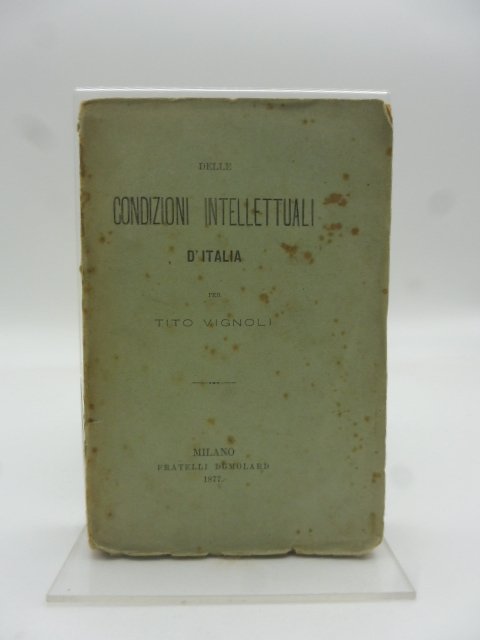 DELLE
CONDIZIONI INTELLETTUALI
D'ITALIA
PER
TITO VIGNOLI
MILANO
FRATELLI DUMOLARD
1877.